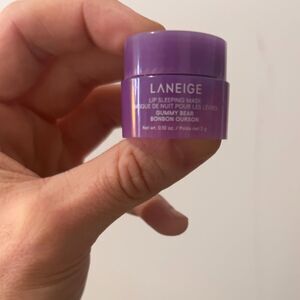 LANEIGE
LIP SLEEPING MASK
MASQUE DE NUIT POUR LES LÈVRES
GUMMY BEAR
BONBON OURSON
Net wt. 0.10 oz. / Poids net 3 g